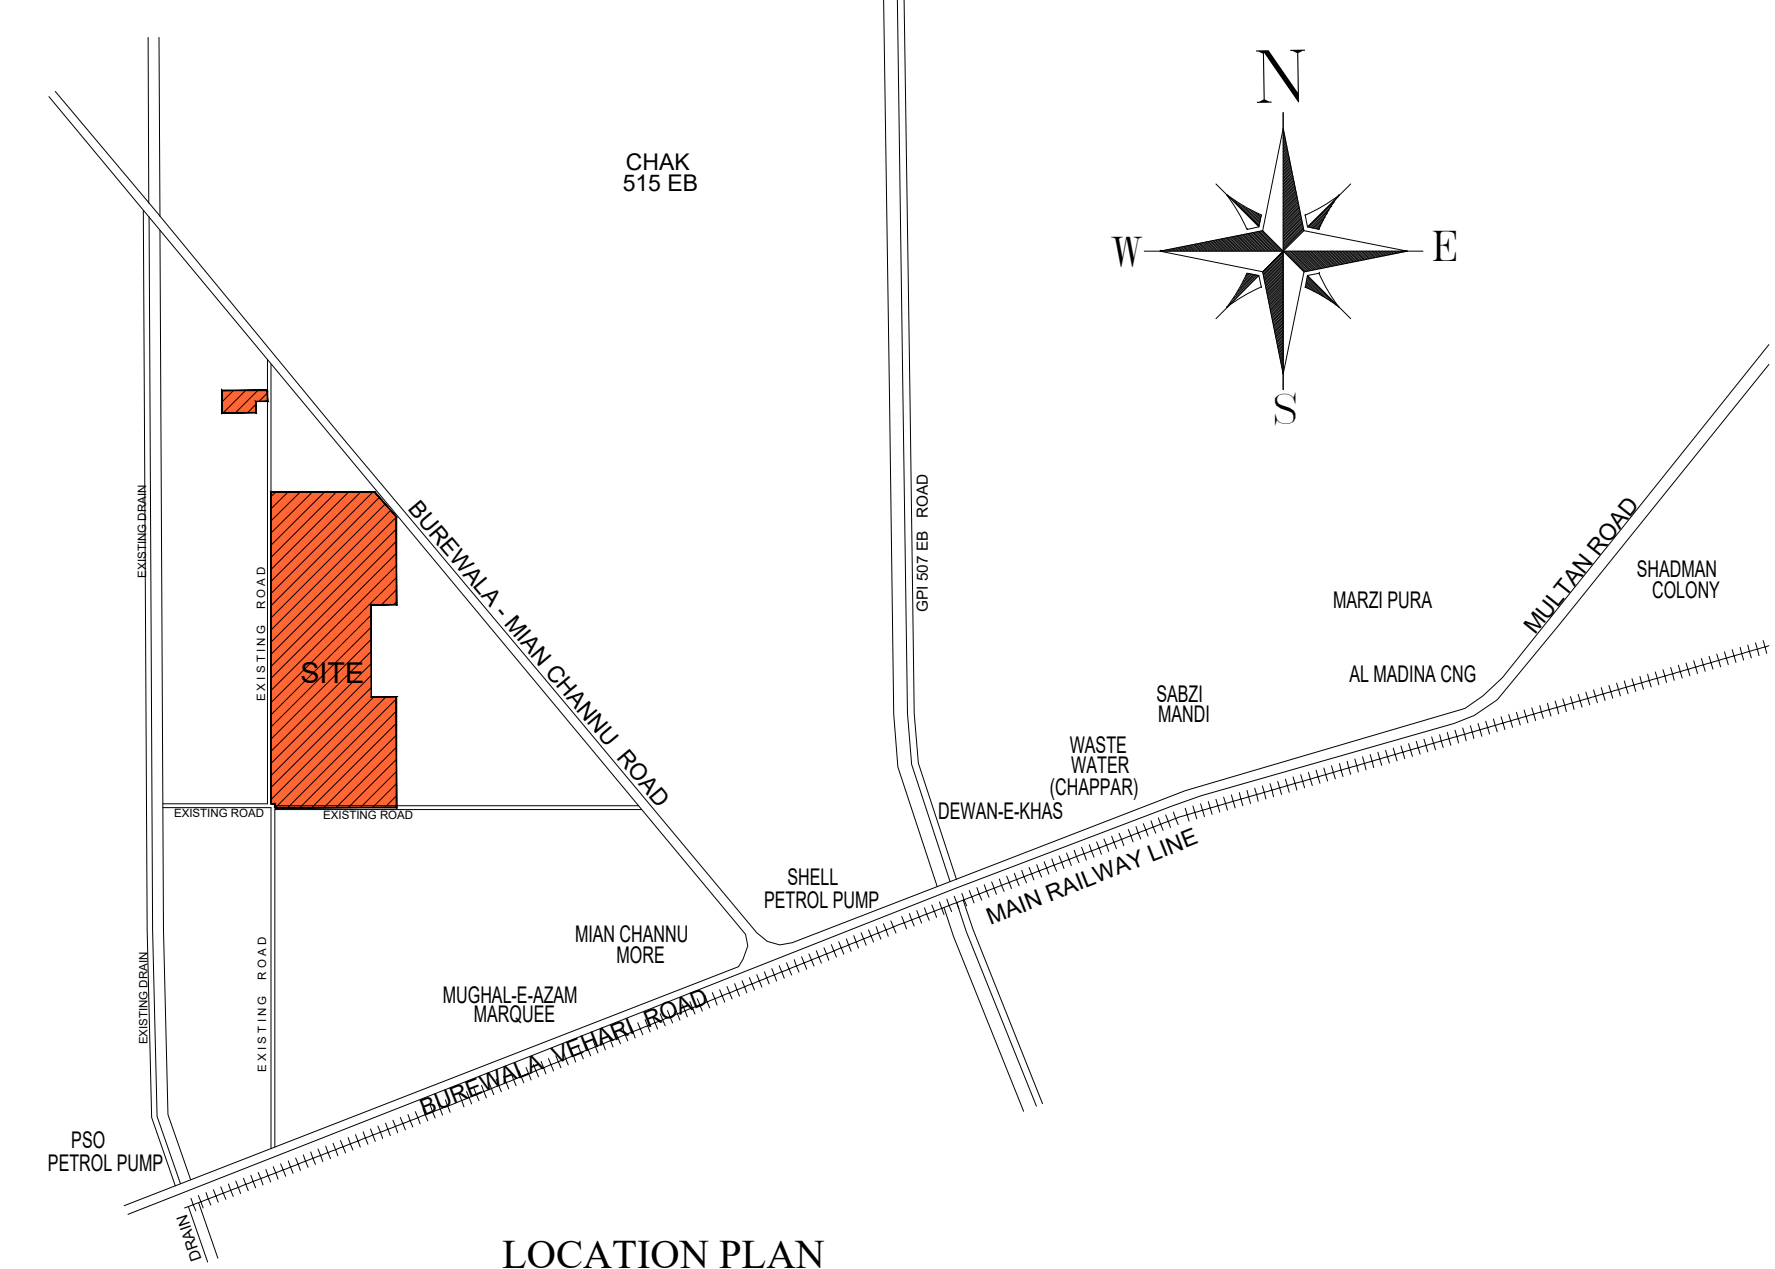 N
CHAK
515 EB
W
E
S
EXISTING DRAIN
BUREWALA - MIAN CHANNU ROAD
GPI 507 EB ROAD
MULTAN ROAD
SHADMAN
COLONY
EXISTING ROAD
MARZI PURA
SITE
AL MADINA CNG
SABZI
MANDI
WASTE
WATER
(CHAPPAR)
EXISTING ROAD
EXISTING ROAD
DEWAN-E-KHAS
MAIN RAILWAY LINE
SHELL
PETROL PUMP
MIAN CHANNU
MORE
EXISTING DRAIN
EXISTING ROAD
MUGHAL-E-AZAM
MARQUEE
BUREWALA VEHARI ROAD
PSO
PETROL PUMP
DRAIN
LOCATION PLAN